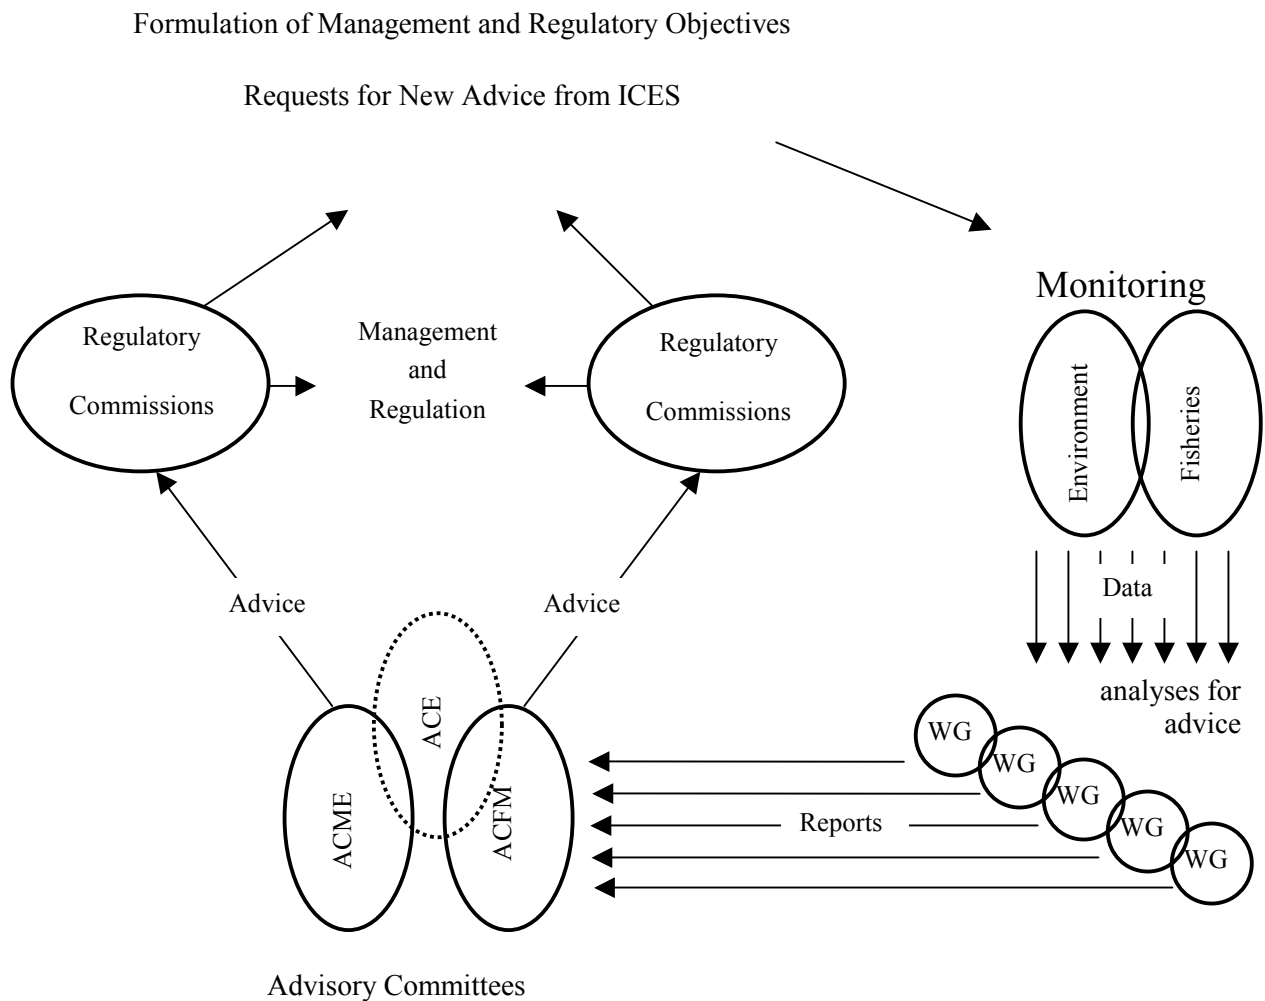 Formulation of Management and Regulatory Objectives
Requests for New Advice from ICES
Monitoring
Regulatory
Commissions
Management
and
Regulation
Regulatory
Commissions
Environment
Fisheries
Advice
Advice
Data
analyses for
advice
ACE
ACME
ACFM
WG
WG
WG
WG
WG
Reports
Advisory Committees